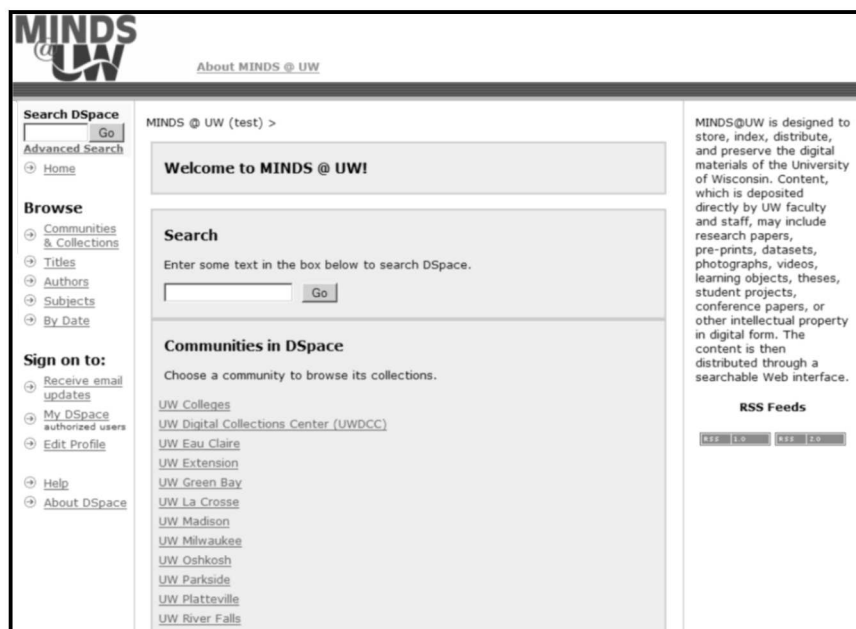 MINDS
@UW
About MINDS @ UW
Search DSpace
Go
Advanced Search
Home
Browse
Communities
& Collections
Titles
Authors
Subjects
By Date
Sign on to:
Receive email
updates
My DSpace
authorized users
Edit Profile
Help
About DSpace
MINDS @ UW (test) >
Welcome to MINDS @ UW!
Search
Enter some text in the box below to search DSpace.
Go
Communities in DSpace
Choose a community to browse its collections.
UW Colleges
UW Digital Collections Center (UWDCC)
UW Eau Claire
UW Extension
UW Green Bay
UW La Crosse
UW Madison
UW Milwaukee
UW Oshkosh
UW Parkside
UW Platteville
UW River Falls
MINDS@UW is designed to
store, index, distribute,
and preserve the digital
materials of the University
of Wisconsin. Content,
which is deposited
directly by UW faculty
and staff, may include
research papers,
pre-prints, datasets,
photographs, videos,
learning objects, theses,
student projects,
conference papers, or
other intellectual property
in digital form. The
content is then
distributed through a
searchable Web interface.
RSS Feeds
RSS 1.0
RSS 2.0